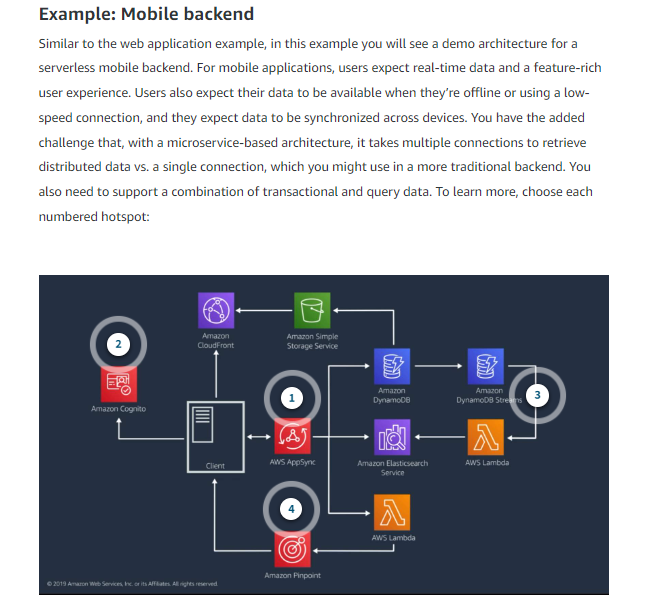 Example: Mobile backend
Similar to the web application example, in this example you will see a demo architecture for a
serverless mobile backend. For mobile applications, users expect real-time data and a feature-rich
user experience. Users also expect their data to be available when they’re offline or using a low-
speed connection, and they expect data to be synchronized across devices. You have the added
challenge that, with a microservice-based architecture, it takes multiple connections to retrieve
distributed data vs. a single connection, which you might use in a more traditional backend. You
also need to support a combination of transactional and query data. To learn more, choose each
numbered hotspot:
Amazon
CloudFront
Amazon Simple
Storage Service
2
Amazon Cognito
1
AWS AppSync
Client
Amazon
DynamoDB
Amazon
DynamoDB Streams
3
Amazon Elasticsearch
Service
AWS Lambda
4
AWS Lambda
Amazon Pinpoint
© 2019 Amazon Web Services, Inc. or its Affiliates. All rights reserved.